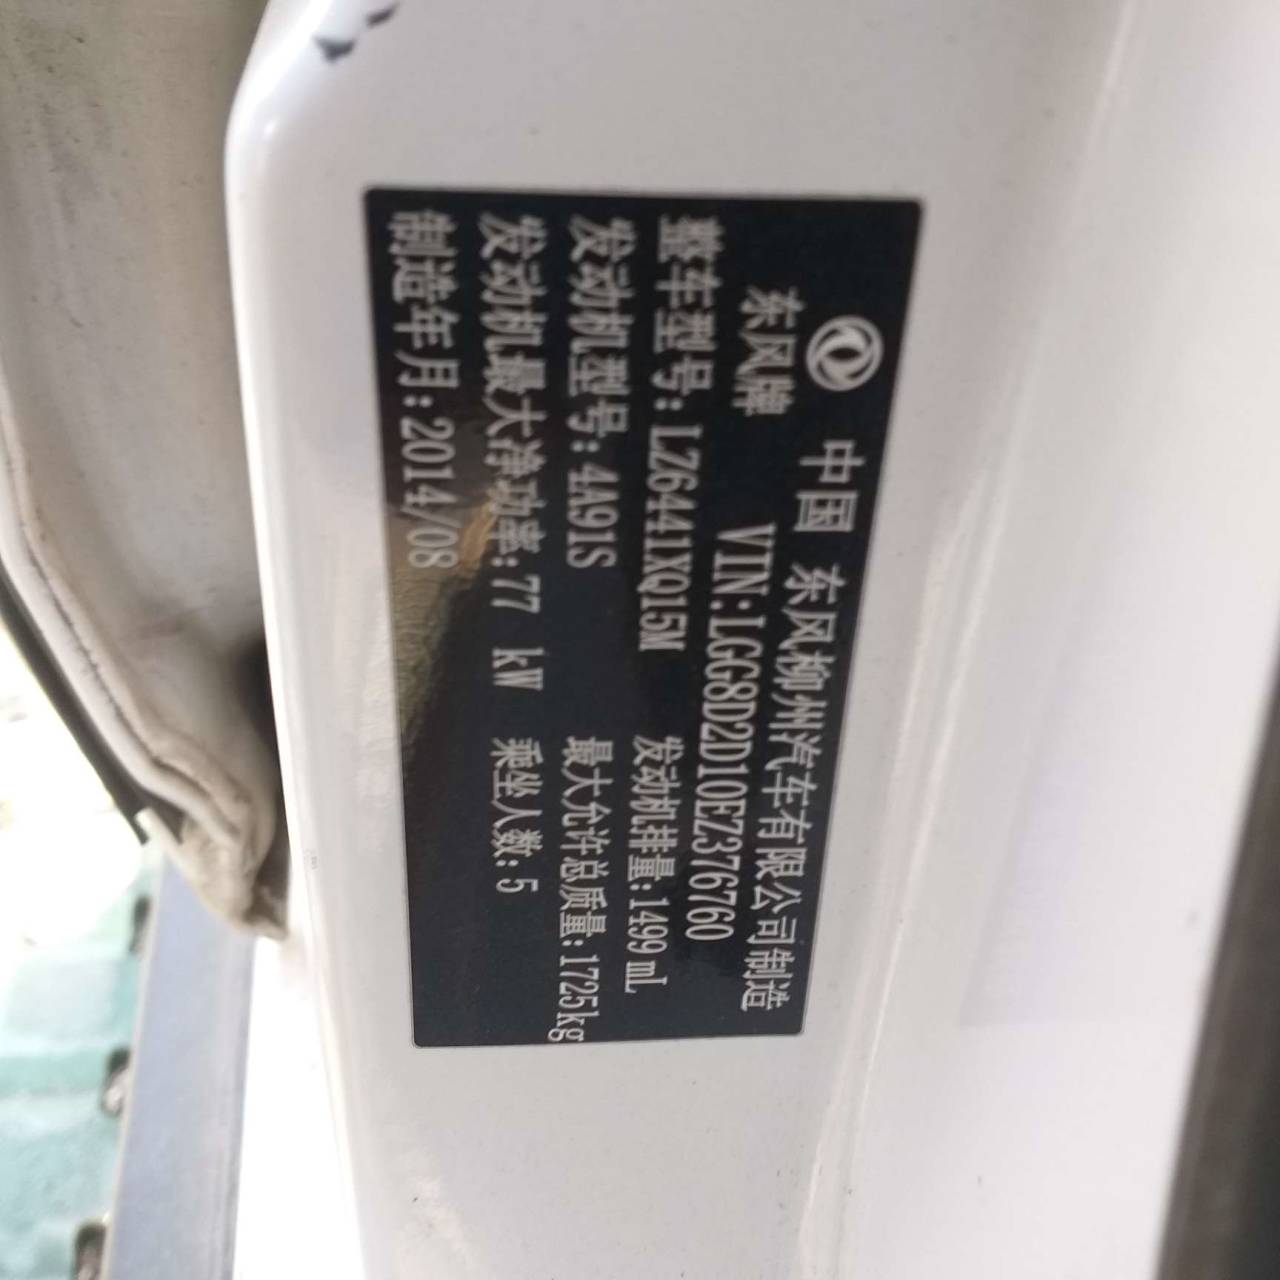 中国 东风柳州汽车有限公司制造
东风牌 VIN:LGG8D2D10EZ376760
整车型号:LZ6441XQ15M 发动机排量:1499mL
发动机型号:4A91S 最大允许总质量:1725kg
发动机最大净功率:77 kW 乘坐人数:5
制造年月:2014/08